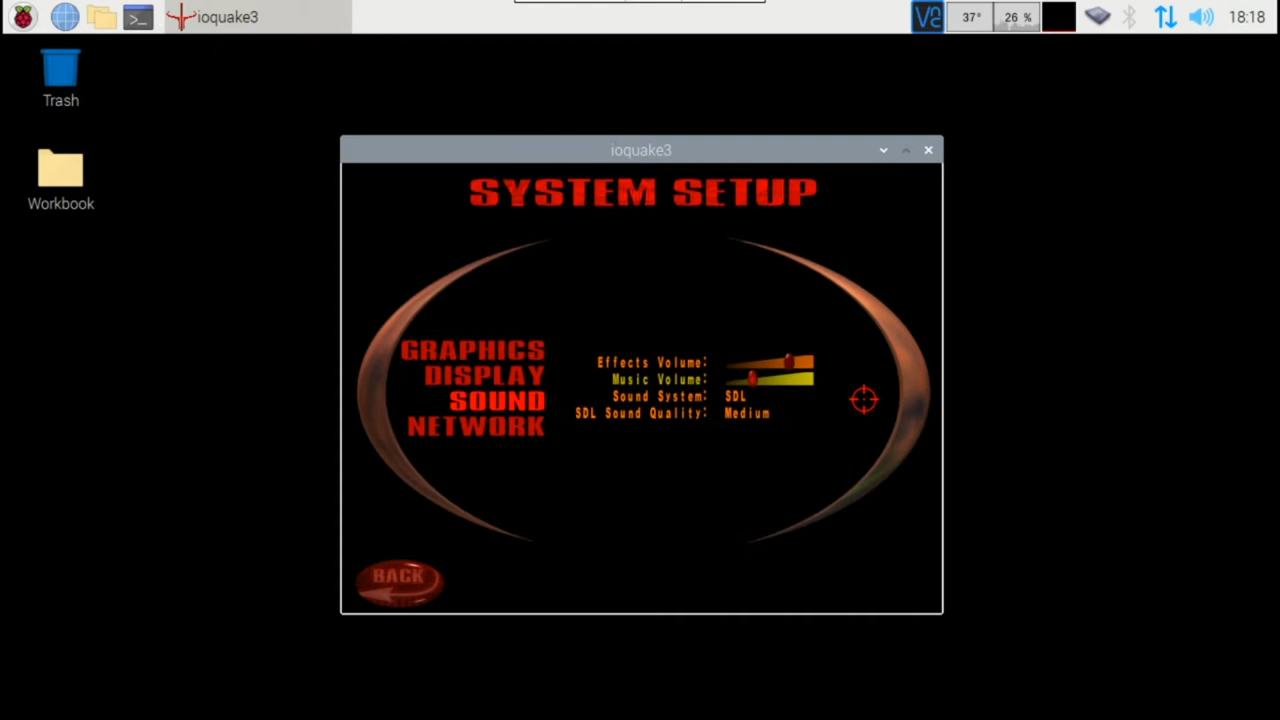 ioquake3
37°
26 %
18:18
Trash
Workbook
ioquake3
SYSTEM SETUP
GRAPHICS
DISPLAY
SOUND
NETWORK
Effects Volume:
Music Volume:
Sound System: SDL
SDL Sound Quality: Medium
BACK